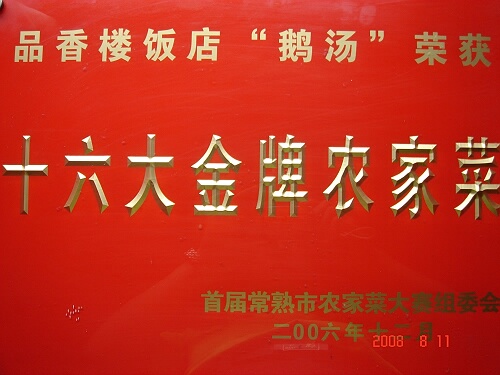 品香楼饭店“鹅汤”荣获
十六大金牌农家菜
首届常熟市农家菜大赛组委会
二00六年十二月
2008 8 11